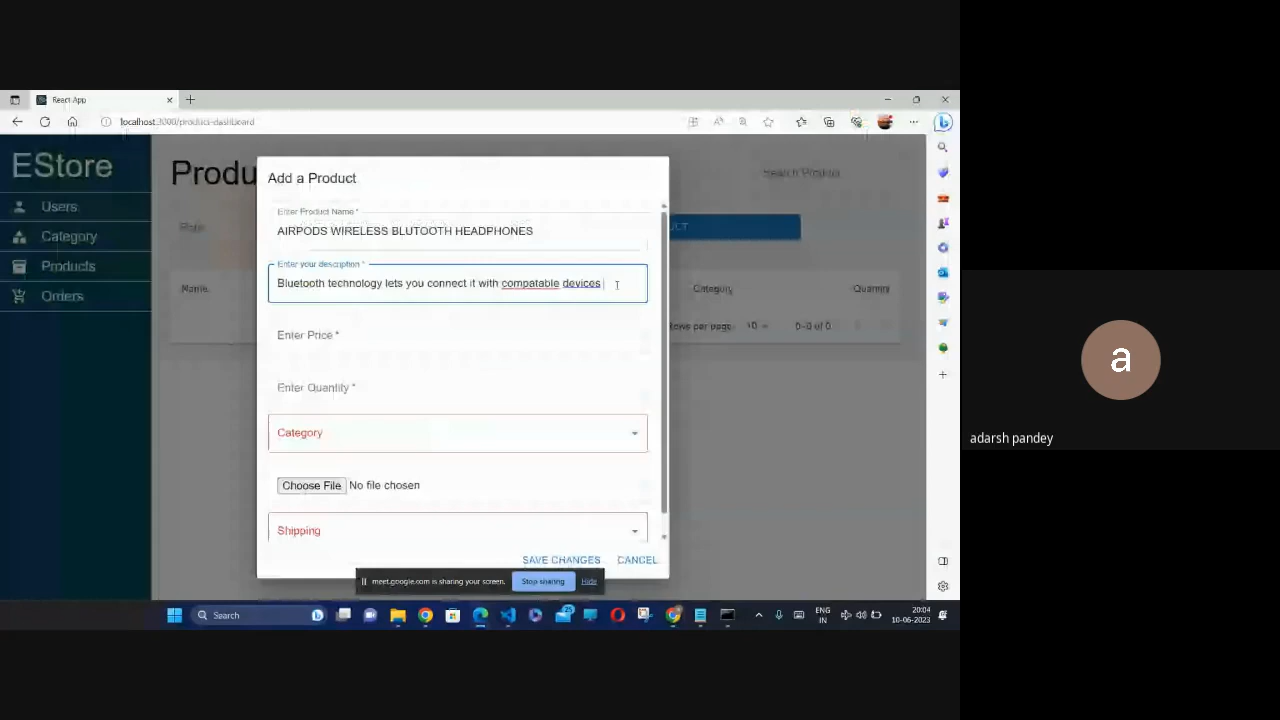 React App
localhost:3000/product-dashboard
EStore
Users
Category
Products
Orders
Produ
Search Product
UCT
Name
Category
Quantity
Rows per page: 10
0-0 of 0
Add a Product
Enter Product Name *
AIRPODS WIRELESS BLUTOOTH HEADPHONES
Enter your description *
Bluetooth technology lets you connect it with compatable devices
Enter Price *
Enter Quantity *
Category
Choose File No file chosen
Shipping
SAVE CHANGES
CANCEL
meet.google.com is sharing your screen.
Stop sharing
Hide
Search
ENG
IN
20:04
10-06-2023
a
adarsh pandey